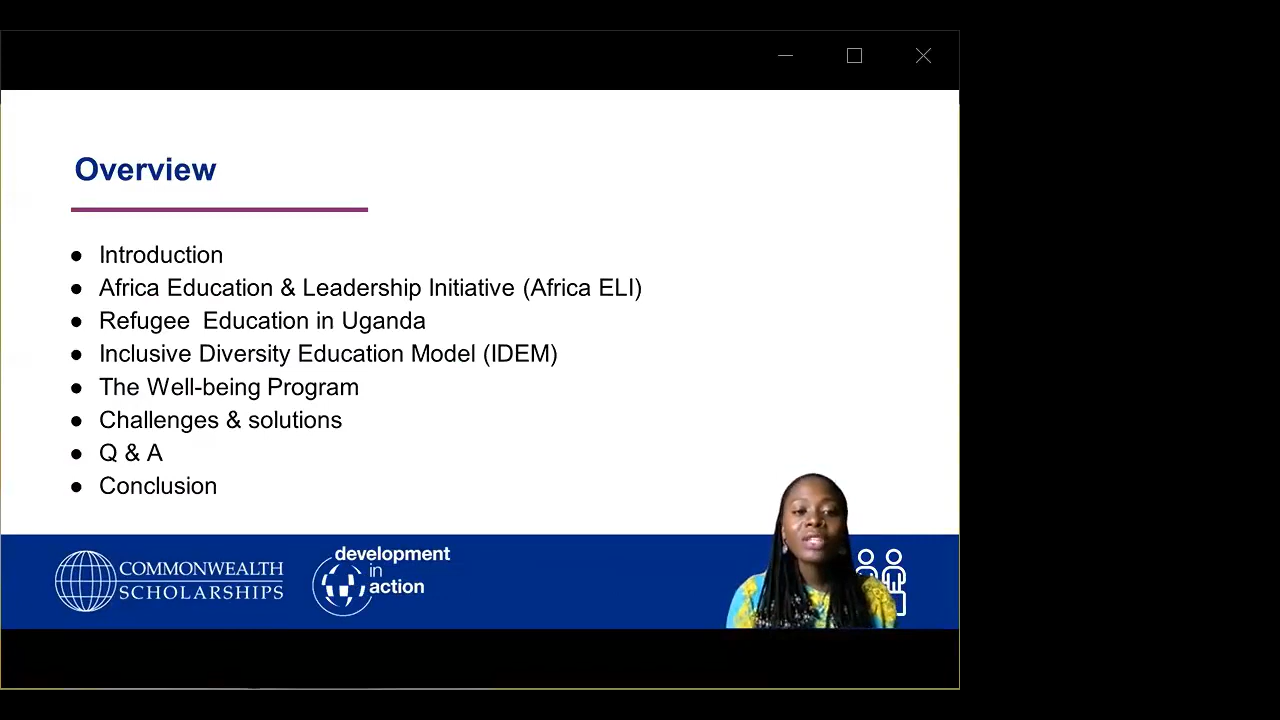 Overview
● Introduction
● Africa Education & Leadership Initiative (Africa ELI)
● Refugee  Education in Uganda
● Inclusive Diversity Education Model (IDEM)
● The Well-being Program
● Challenges & solutions
● Q & A
● Conclusion
COMMONWEALTH
SCHOLARSHIPS
development
in
action